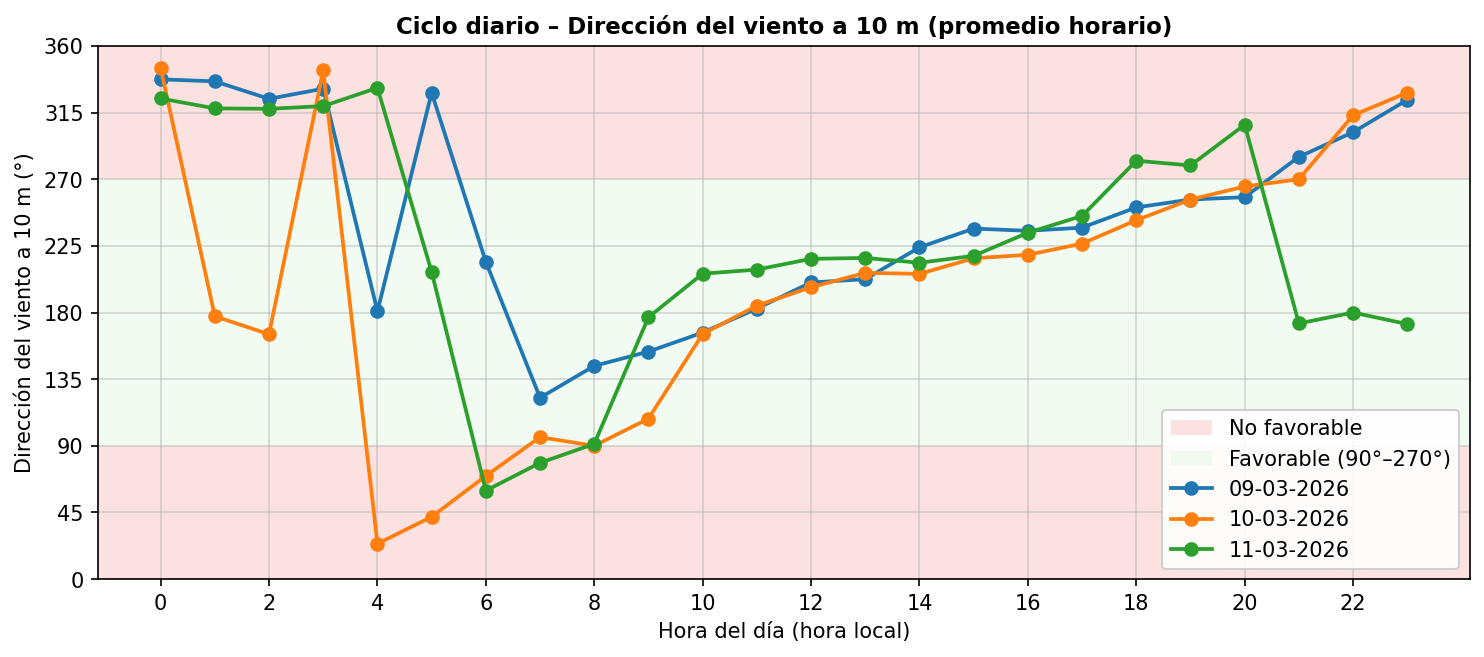 Ciclo diario – Dirección del viento a 10 m (promedio horario)
Dirección del viento a 10 m (°)
360
315
270
225
180
135
90
45
0
No favorable
Favorable (90°–270°)
09-03-2026
10-03-2026
11-03-2026
0 2 4 6 8 10 12 14 16 18 20 22
Hora del día (hora local)